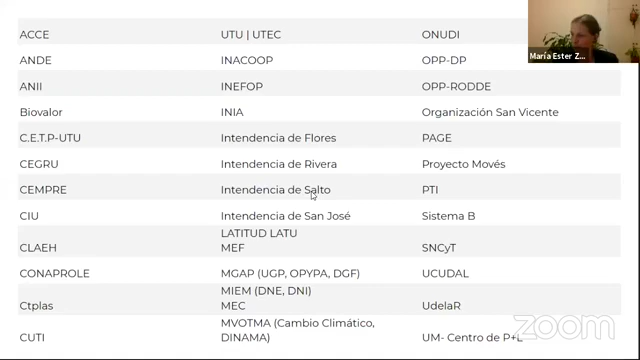 ACCE UTU | UTEC ONUDI
María Ester Z...
ANDE INACOOP OPP-DP
ANII INEFOP OPP-RODDE
Biovalor INIA Organización San Vicente
C.E.T.P-UTU Intendencia de Flores PAGE
CEGRU Intendencia de Rivera Proyecto Movés
CEMPRE Intendencia de Salto PTI
CIU Intendencia de San José Sistema B
LATITUD LATU
CLAEH MEF SNCyT
CONAPROLE MGAP (UGP, OPYPA, DGF) UCUDAL
MIEM (DNE, DNI)
Ctplas MEC UdelaR
MVOTMA (Cambio Climático,
CUTI DINAMA) UM- Centro de P+L
zoom